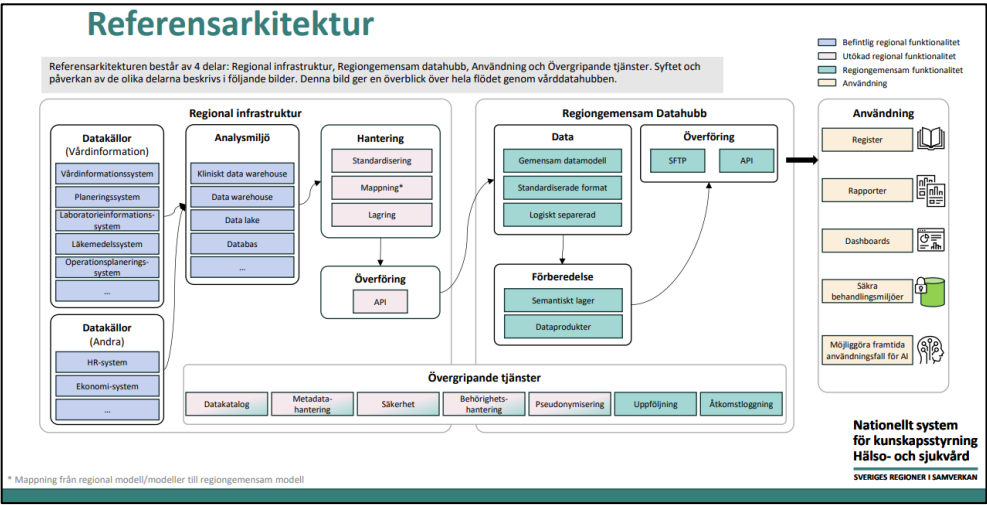 Referensarkitektur
Referensarkitekturen består av 4 delar: Regional infrastruktur, Regiongemensam datahubb, Användning och Övergripande tjänster. Syftet och
påverkan av de olika delarna beskrivs i följande bilder. Denna bild ger en överblick över hela flödet genom vårddatahubben.
Befintlig regional funktionalitet
Utökad regional funktionalitet
Regiongemensam funktionalitet
Användning
Regional infrastruktur
Datakällor
(Vårdinformation)
Vårdinformationssystem
Planeringssystem
Laboratorieinformations-
system
Läkemedelssystem
Operationsplanerings-
system
...
Datakällor
(Andra)
HR-system
Ekonomi-system
...
Analysmiljö
Kliniskt data warehouse
Data warehouse
Data lake
Databas
...
Hantering
Standardisering
Mappning*
Lagring
Överföring
API
Regiongemensam Datahubb
Data
Gemensam datamodell
Standardiserade format
Logiskt separerad
Förberedelse
Semantiskt lager
Dataprodukter
Överföring
SFTP
API
Användning
Register
Rapporter
Dashboards
Säkra
behandlingsmiljöer
Möjliggöra framtida
användningsfall för AI
Övergripande tjänster
Datakatalog
Metadata-
hantering
Säkerhet
Behörighets-
hantering
Pseudonymisering
Uppföljning
Åtkomstloggning
Nationellt system
för kunskapsstyrning
Hälso- och sjukvård
SVERIGES REGIONER I SAMVERKAN
* Mappning från regional modell/modeller till regiongemensam modell